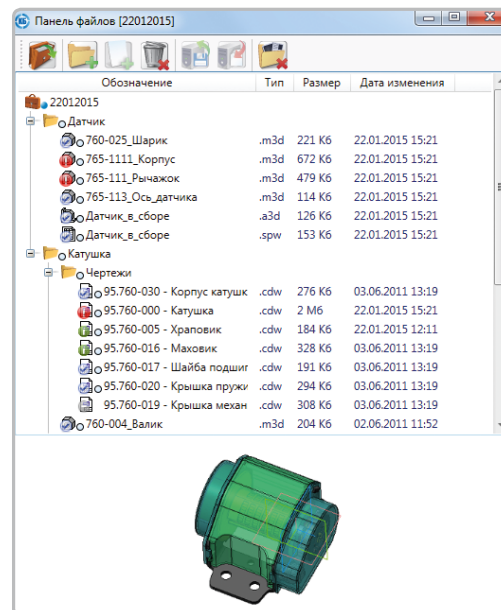 Панель файлов [22012015]
Обозначение Тип Размер Дата изменения
22012015
Датчик
760-025_Шарик .m3d 221 Кб 22.01.2015 15:21
765-1111_Корпус .m3d 672 Кб 22.01.2015 15:21
765-111_Рычажок .m3d 479 Кб 22.01.2015 15:21
765-113_Ось_датчика .m3d 114 Кб 22.01.2015 15:21
Датчик_в_сборе .a3d 126 Кб 22.01.2015 15:21
Датчик_в_сборе .spw 153 Кб 22.01.2015 15:21
Катушка
Чертежи
95.760-030 - Корпус катушк .cdw 276 Кб 03.06.2011 13:19
95.760-000 - Катушка .cdw 2 Мб 22.01.2015 15:21
95.760-005 - Храповик .cdw 184 Кб 22.01.2015 12:11
95.760-016 - Маховик .cdw 328 Кб 03.06.2011 13:19
95.760-017 - Шайба подшиг .cdw 191 Кб 03.06.2011 13:19
95.760-020 - Крышка пружи .cdw 294 Кб 03.06.2011 13:19
95.760-019 - Крышка механ .cdw 308 Кб 03.06.2011 13:19
760-004_Валик .m3d 204 Кб 02.06.2011 11:52